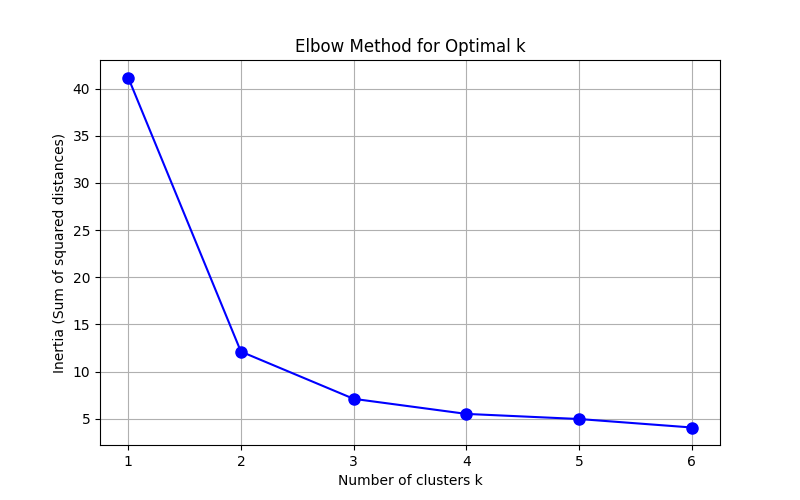 Elbow Method for Optimal k
Inertia (Sum of squared distances)
40
35
30
25
20
15
10
5
1 2 3 4 5 6
Number of clusters k